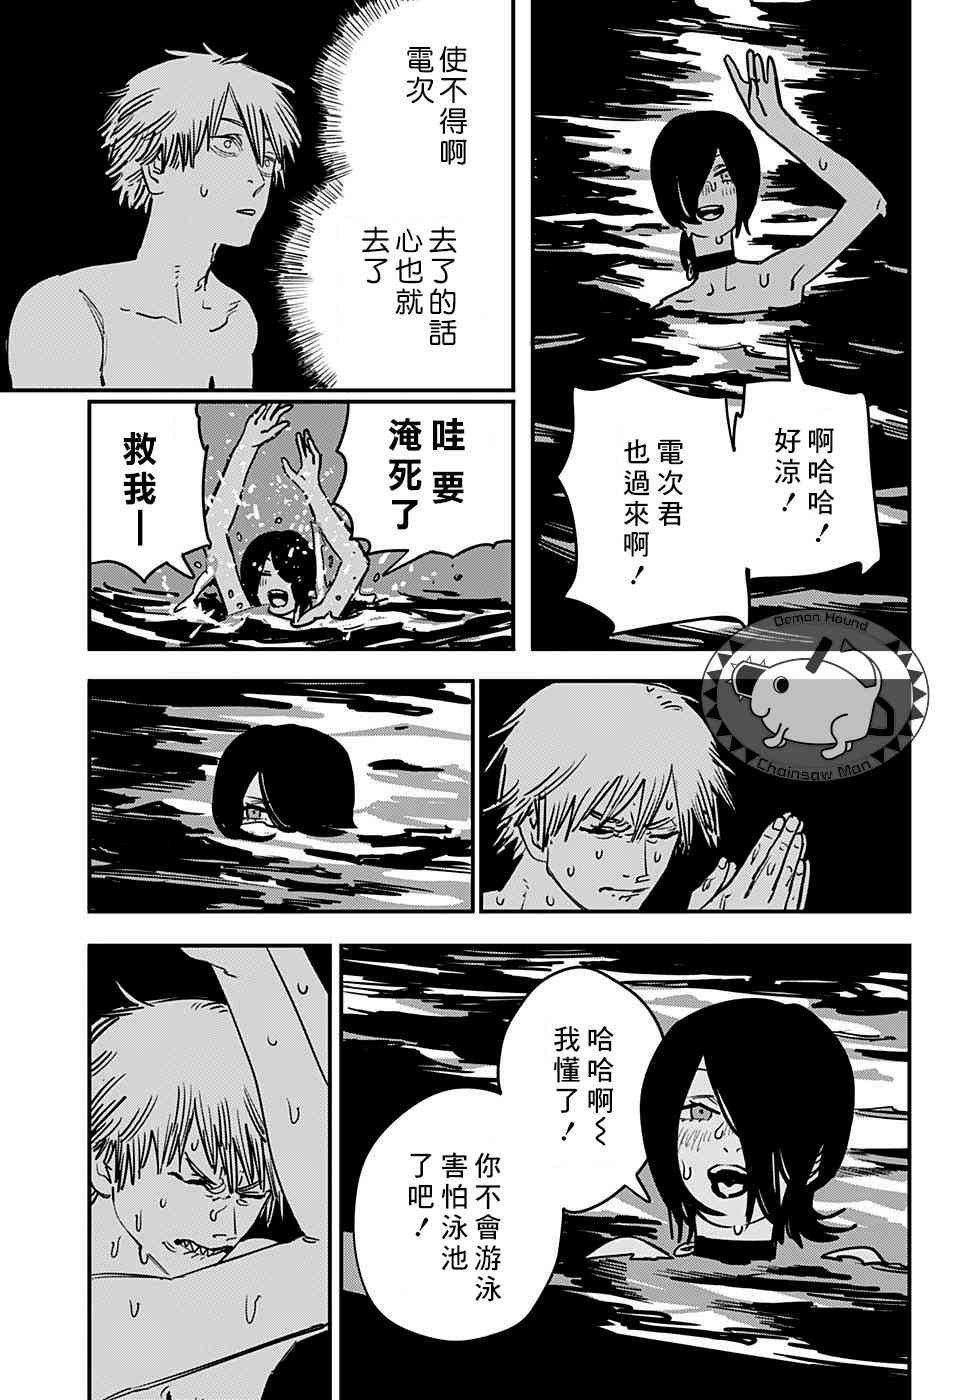 啊哈哈！
好涼！
電次君
也過來啊！
使不得啊
電次
去了的話
心也就
去了
哇 要
淹死了
救我—
Demon Hound
Chainsaw Man
哈哈啊~
我懂了！
你不會游泳
害怕泳池
了吧！